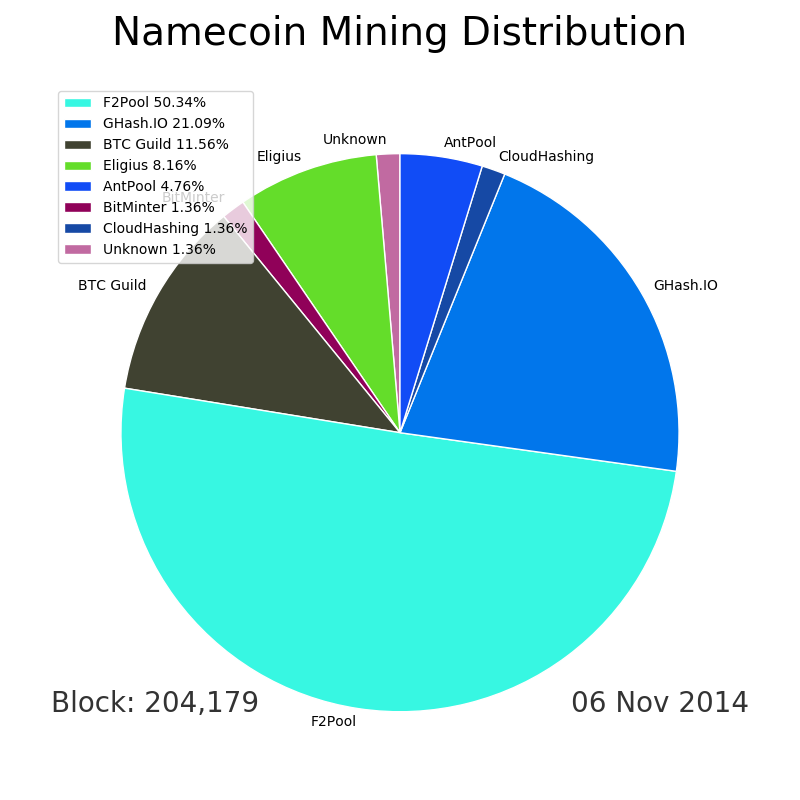 Namecoin Mining Distribution
F2Pool 50.34%
GHash.IO 21.09%
BTC Guild 11.56%
Eligius 8.16%
AntPool 4.76%
BitMinter 1.36%
CloudHashing 1.36%
Unknown 1.36%
Unknown
AntPool
Eligius
CloudHashing
BitMinter
BTC Guild
GHash.IO
Block: 204,179
06 Nov 2014
F2Pool